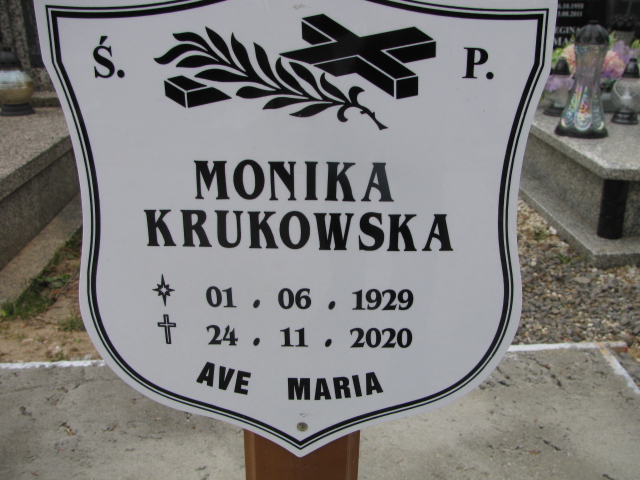 Ś. P.
MONIKA
KRUKOWSKA
01 . 06 . 1929
24 . 11 . 2020
AVE MARIA